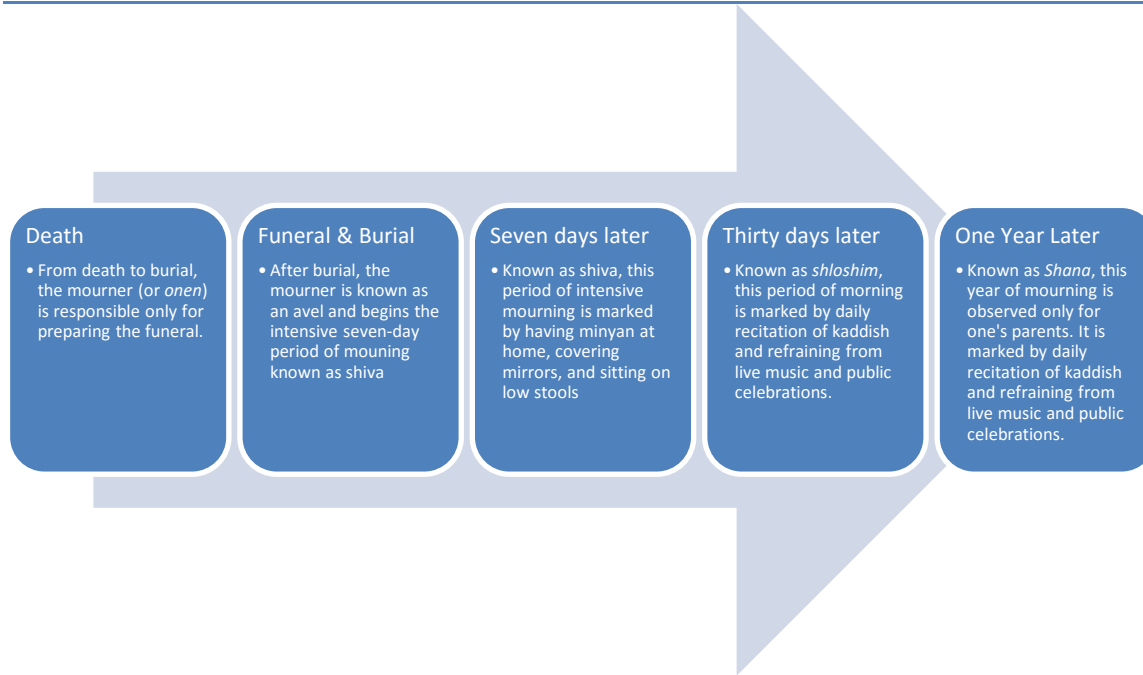 Death
• From death to burial,
the mourner (or onen)
is responsible only for
preparing the funeral.
Funeral & Burial
• After burial, the
mourner is known as
an avel and begins the
intensive seven-day
period of mouning
known as shiva
Seven days later
• Known as shiva, this
period of intensive
mourning is marked
by having minyan at
home, covering
mirrors, and sitting on
low stools
Thirty days later
• Known as shloshim,
this period of morning
is marked by daily
recitation of kaddish
and refraining from
live music and public
celebrations.
One Year Later
• Known as Shana, this
year of mourning is
observed only for
one's parents. It is
marked by daily
recitation of kaddish
and refraining from
live music and public
celebrations.